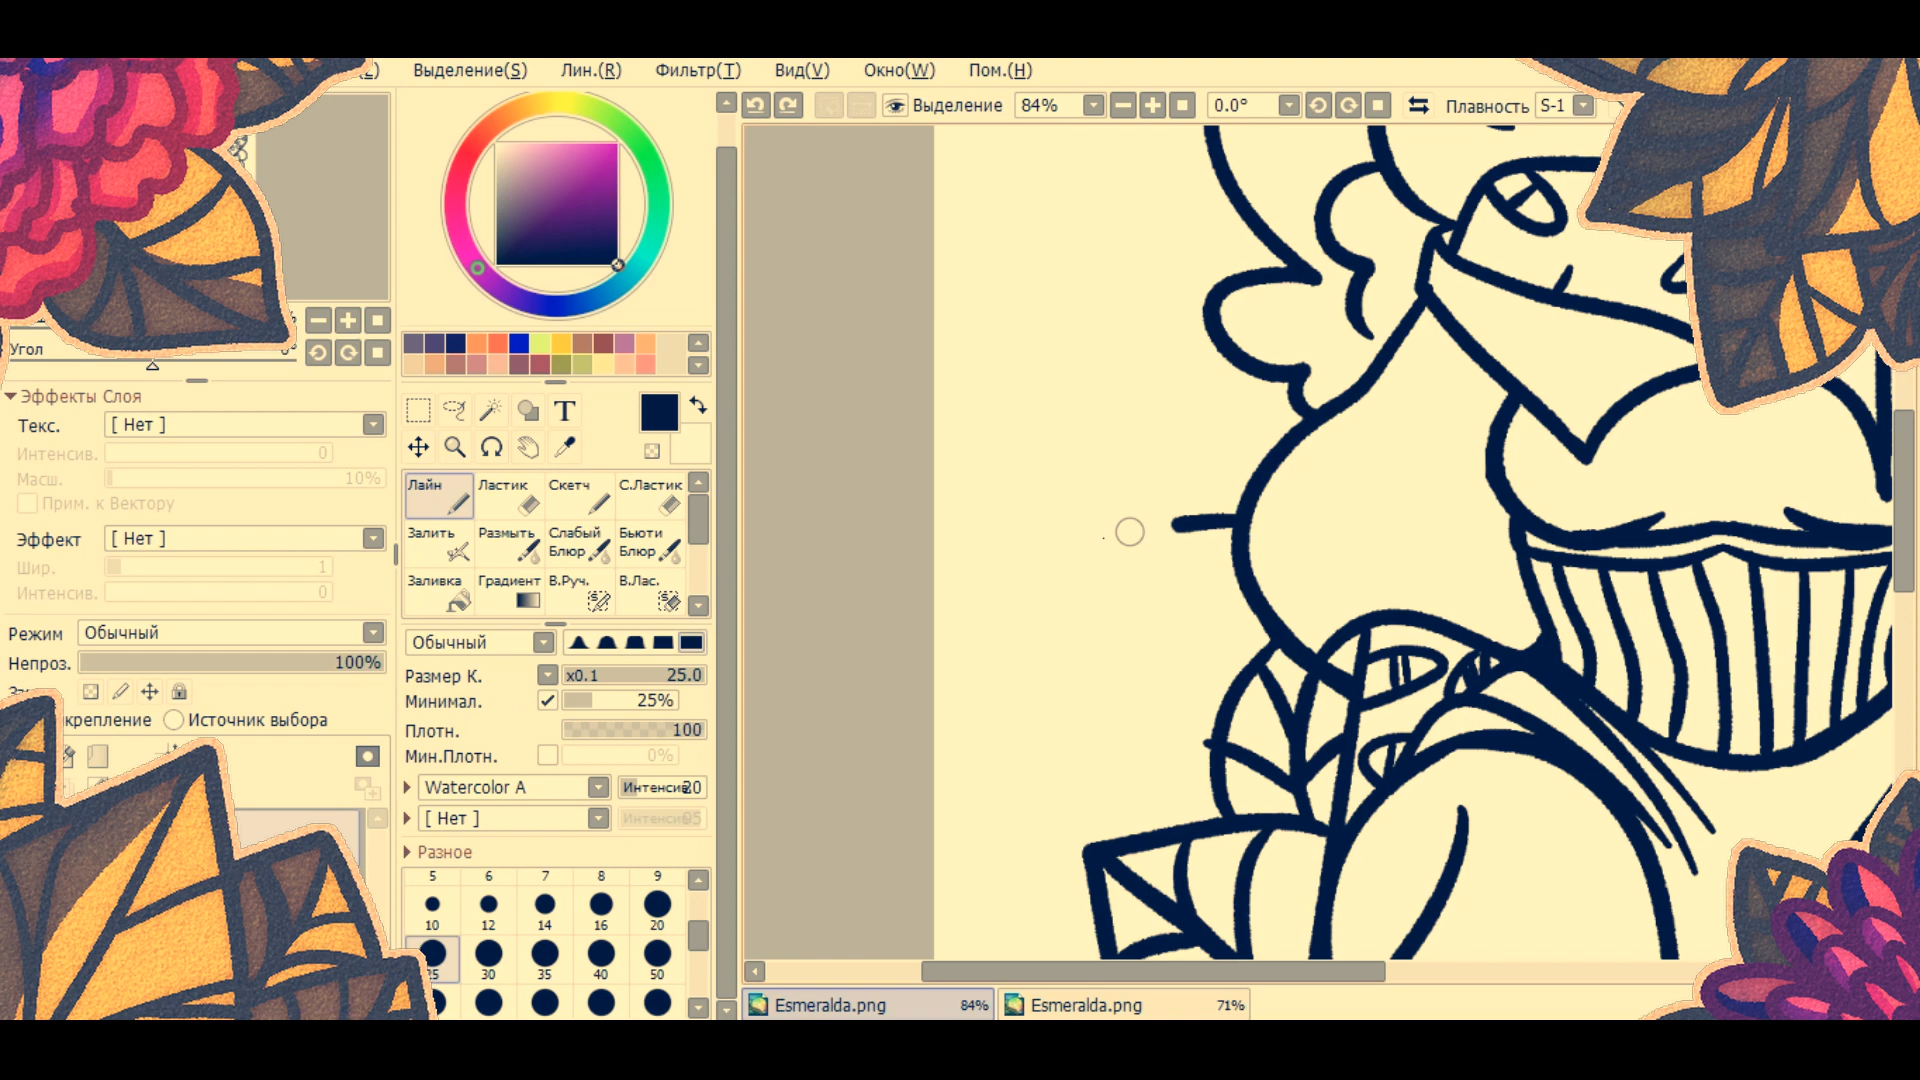 Выделение(S) Лин.(R) Фильтр(T) Вид(V) Окно(W) Пом.(H)
Выделение 84% 0.0° Плавность S-1
Угол
Эффекты Слоя
Текс. [ Нет ]
Интенсив. 0
Масш. 10%
Прим. к Вектору
Эффект [ Нет ]
Шир. 1
Интенсив. 0
Режим Обычный
Непроз. 100%
крепление Источник выбора
T
Лайн Ластик Скетч С.Ластик
Залить Размыть Слабый Блюр Бьюти Блюр
Заливка Градиент В.Руч. В.Лас.
Обычный
Размер К. x0.1 25.0
Минимал. 25%
Плотн. 100
Мин.Плотн. 0%
Watercolor A Интенсив 20
[ Нет ] Интенсив 95
Разное
5 6 7 8 9
10 12 14 16 20
25 30 35 40 50
Esmeralda.png 84% Esmeralda.png 71%